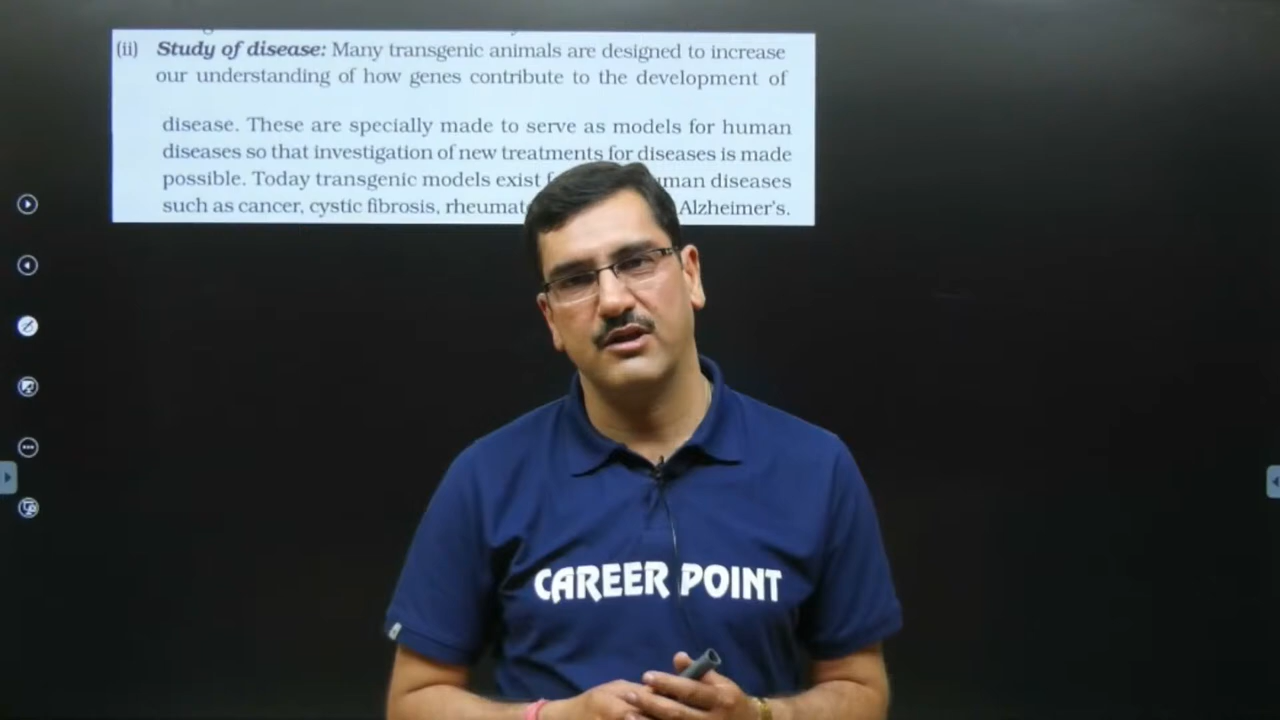 (ii) Study of disease: Many transgenic animals are designed to increase
our understanding of how genes contribute to the development of
disease. These are specially made to serve as models for human
diseases so that investigation of new treatments for diseases is made
possible. Today transgenic models exist diseases
such as cancer, cystic fibrosis, Alzheimer's.
CAREER POINT